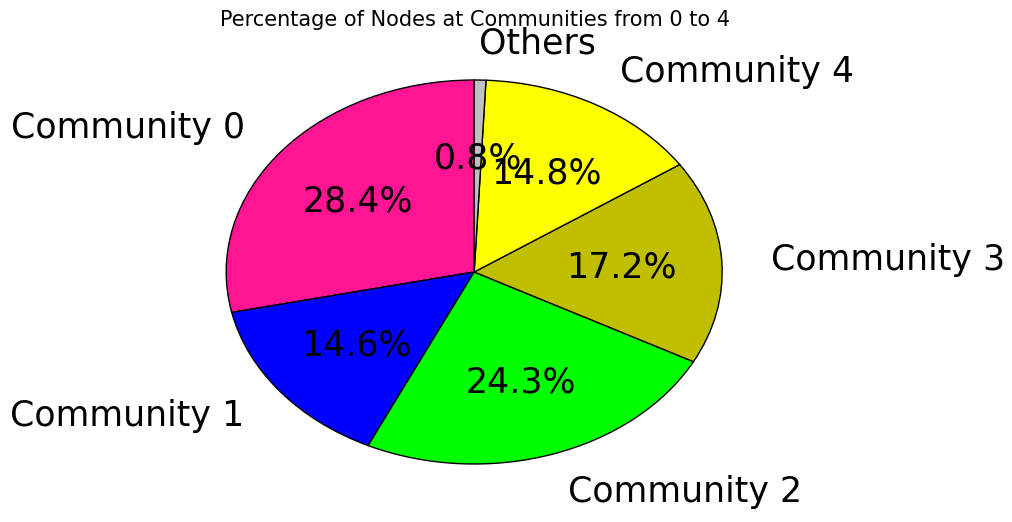 Percentage of Nodes at Communities from 0 to 4
Others
Community 4
Community 0
0.8%
14.8%
28.4%
Community 3
17.2%
14.6%
24.3%
Community 1
Community 2